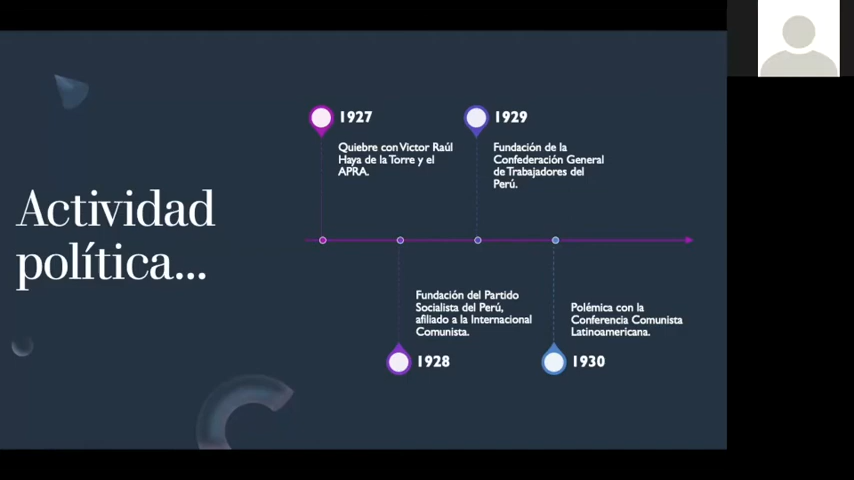 Actividad
política...
1927
Quiebre con Victor Raúl
Haya de la Torre y el
APRA.
1929
Fundación de la
Confederación General
de Trabajadores del
Perú.
Fundación del Partido
Socialista del Perú,
afiliado a la Internacional
Comunista.
1928
Polémica con la
Conferencia Comunista
Latinoamericana.
1930